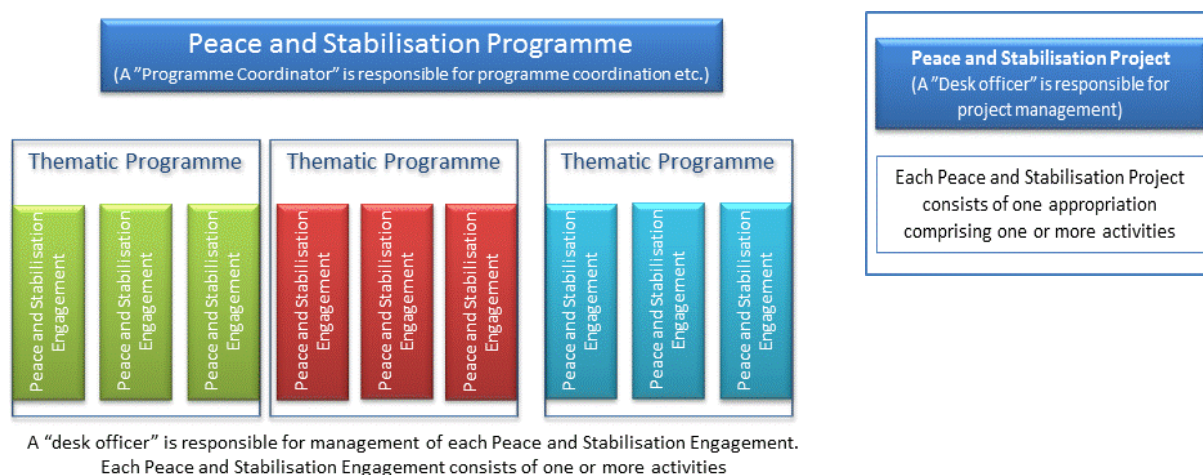 Peace and Stabilisation Programme
(A ”Programme Coordinator” is responsible for programme coordination etc.)
Thematic Programme
Peace and Stabilisation
Engagement
Peace and Stabilisation
Engagement
Peace and Stabilisation
Engagement
Thematic Programme
Peace and Stabilisation
Engagement
Peace and Stabilisation
Engagement
Peace and Stabilisation
Engagement
Thematic Programme
Peace and Stabilisation
Engagement
Peace and Stabilisation
Engagement
Peace and Stabilisation
Engagement
A “desk officer” is responsible for management of each Peace and Stabilisation Engagement.
Each Peace and Stabilisation Engagement consists of one or more activities
Peace and Stabilisation Project
(A ”Desk officer” is responsible for
project management)
Each Peace and Stabilisation Project
consists of one appropriation
comprising one or more activities